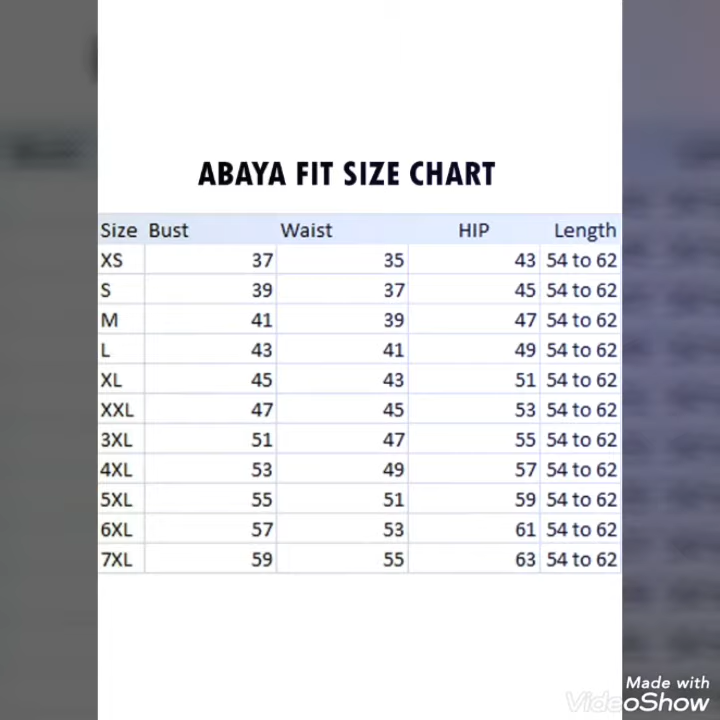 ABAYA FIT SIZE CHART
Size Bust Waist HIP Length
XS 37 35 43 54 to 62
S 39 37 45 54 to 62
M 41 39 47 54 to 62
L 43 41 49 54 to 62
XL 45 43 51 54 to 62
XXL 47 45 53 54 to 62
3XL 51 47 55 54 to 62
4XL 53 49 57 54 to 62
5XL 55 51 59 54 to 62
6XL 57 53 61 54 to 62
7XL 59 55 63 54 to 62
Made with
VideoShow